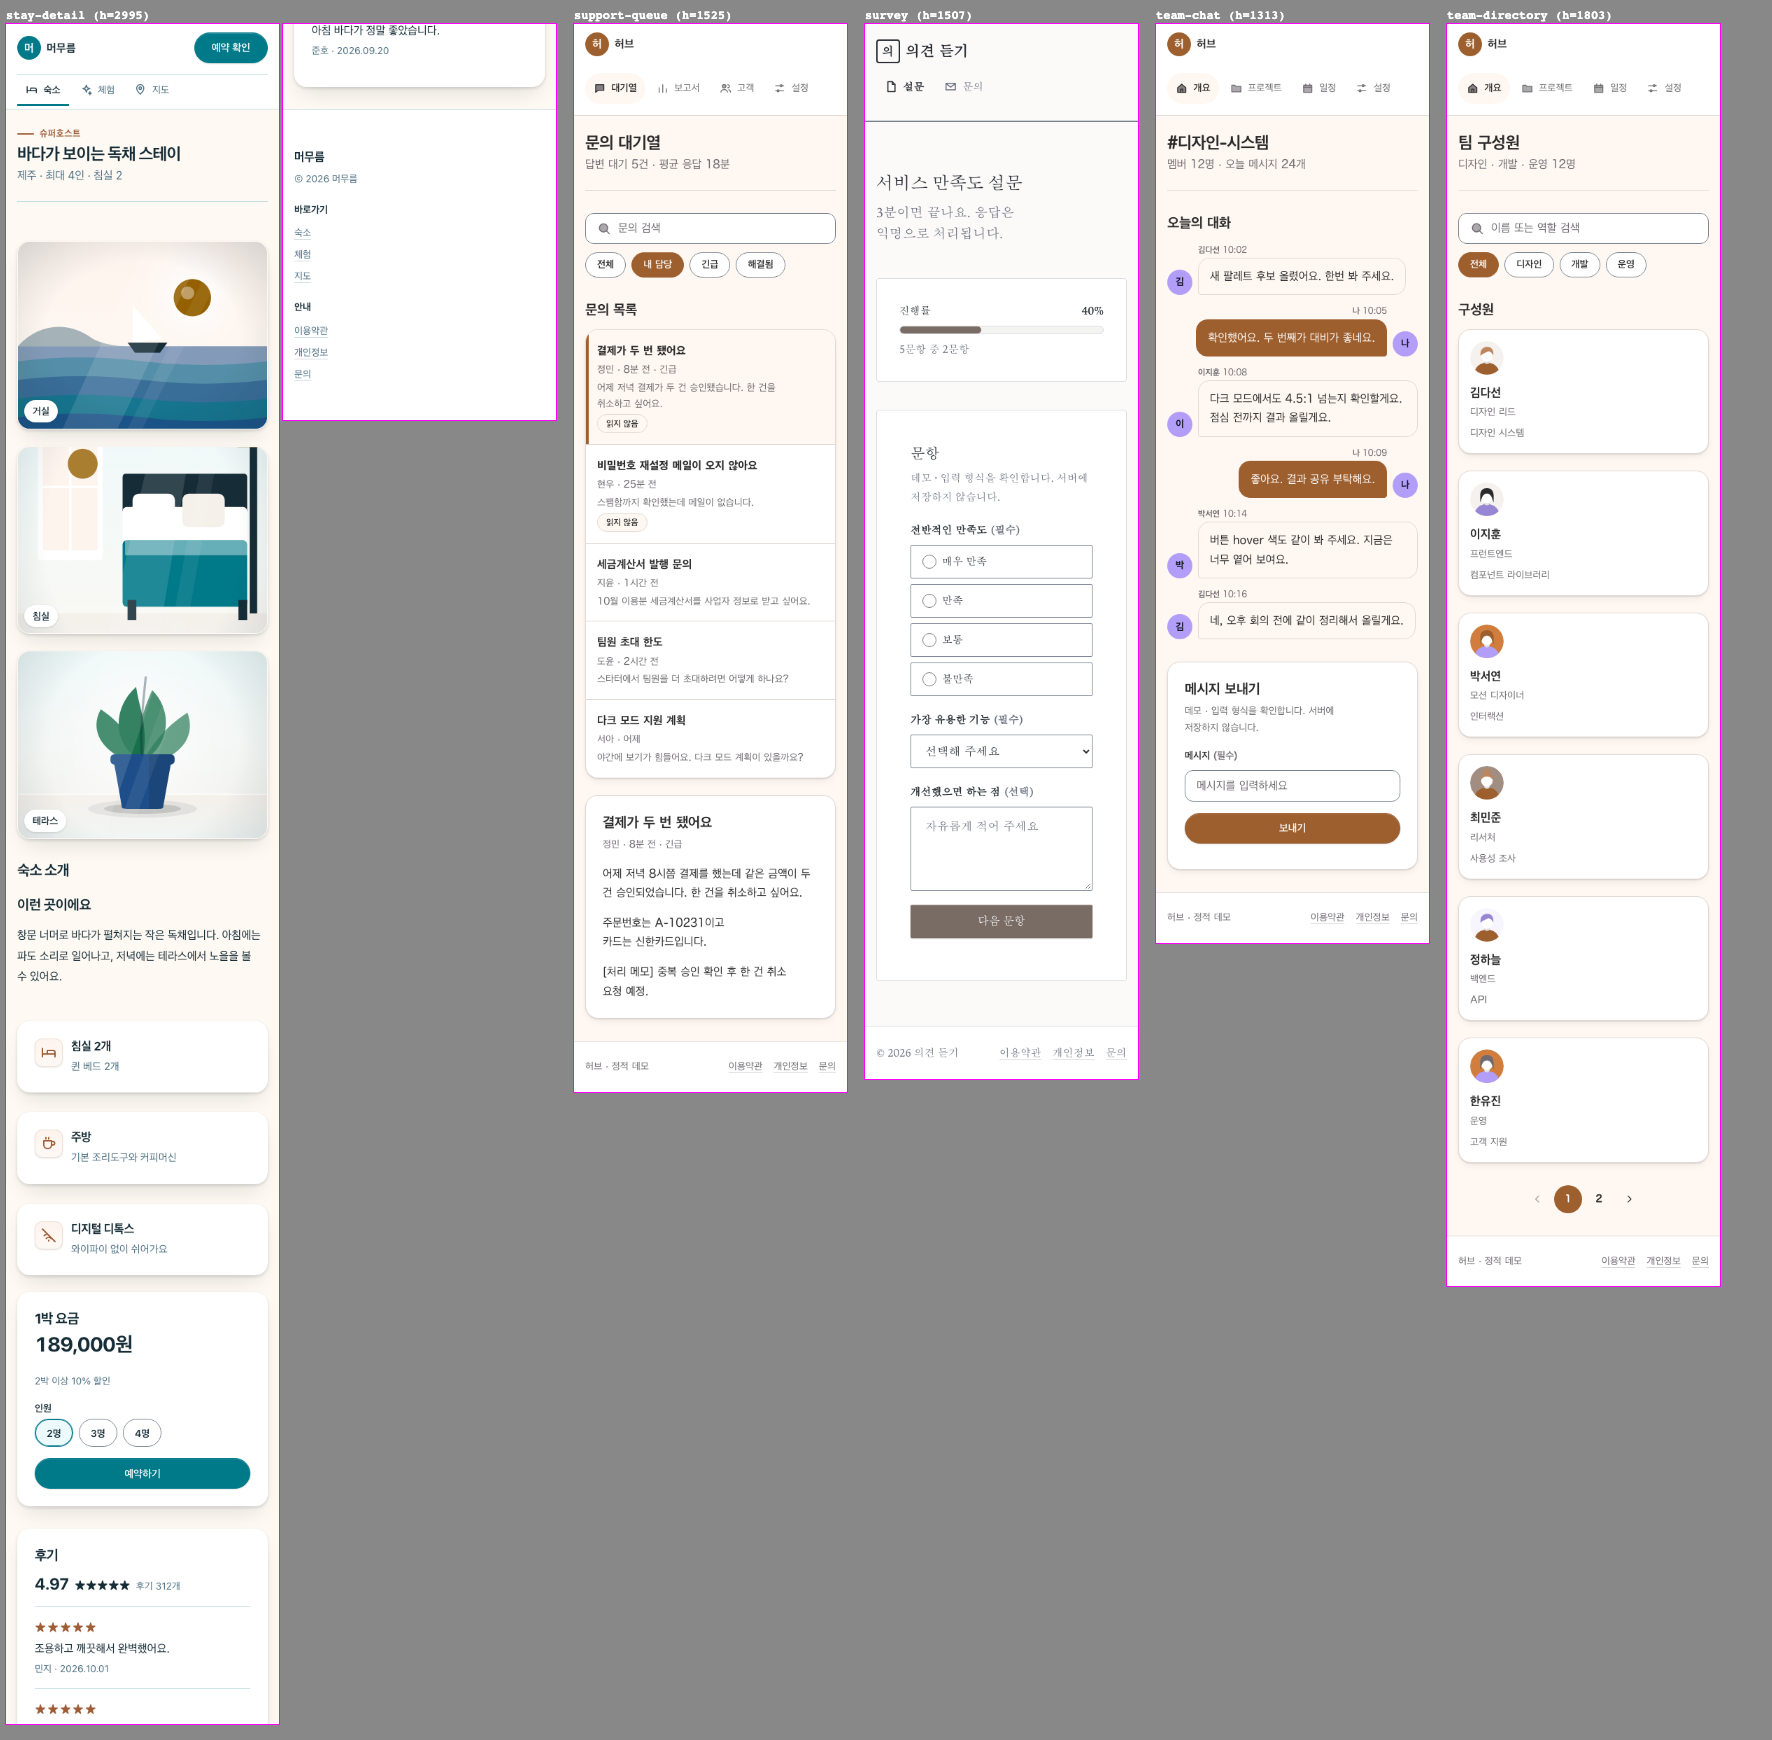 stay-detail (h=2995)
머 머무름
예약 확인
숙소 체험 지도
슈퍼호스트
바다가 보이는 독채 스테이
제주 · 최대 4인 · 침실 2
거실
침실
테라스
숙소 소개
이런 곳이에요
창문 너머로 바다가 펼쳐지는 작은 독채입니다. 아침에는
파도 소리로 일어나고, 저녁에는 테라스에서 노을을 볼
수 있어요.
침실 2개
퀸 베드 2개
주방
기본 조리도구와 커피머신
디지털 디톡스
와이파이 없이 쉬어가요
1박 요금
189,000원
2박 이상 10% 할인
인원
2명 3명 4명
예약하기
후기
4.97 ★★★★★ 후기 312개
★★★★★
조용하고 깨끗해서 완벽했어요.
민지 · 2026.10.01
★★★★★
아침 바다가 정말 좋았습니다.
준호 · 2026.09.20
머무름
© 2026 머무름
바로가기
숙소
체험
지도
안내
이용약관
개인정보
문의
support-queue (h=1525)
허 허브
대기열 보고서 고객 설정
문의 대기열
답변 대기 5건 · 평균 응답 18분
문의 검색
전체 내 담당 긴급 해결됨
문의 목록
결제가 두 번 됐어요
정민 · 8분 전 · 긴급
어제 저녁 결제가 두 건 승인됐습니다. 한 건을
취소하고 싶어요.
읽지 않음
비밀번호 재설정 메일이 오지 않아요
현우 · 25분 전
스팸함까지 확인했는데 메일이 없습니다.
읽지 않음
세금계산서 발행 문의
지윤 · 1시간 전
10월 이용분 세금계산서를 사업자 정보로 받고 싶어요.
팀원 초대 한도
도윤 · 2시간 전
스타터에서 팀원을 더 초대하려면 어떻게 하나요?
다크 모드 지원 계획
서아 · 어제
야간에 보기가 힘들어요. 다크 모드 계획이 있을까요?
결제가 두 번 됐어요
정민 · 8분 전 · 긴급
어제 저녁 8시쯤 결제를 했는데 같은 금액이 두
건 승인되었습니다. 한 건을 취소하고 싶어요.
주문번호는 A-10231이고
카드는 신한카드입니다.
[처리 메모] 중복 승인 확인 후 한 건 취소
요청 예정.
허브 · 정적 데모
이용약관 개인정보 문의
survey (h=1507)
의 의견 듣기
설문 문의
서비스 만족도 설문
3분이면 끝나요. 응답은
익명으로 처리됩니다.
진행률 40%
5문항 중 2문항
문항
데모 · 입력 형식을 확인합니다. 서버에
저장하지 않습니다.
전반적인 만족도 (필수)
매우 만족
만족
보통
불만족
가장 유용한 기능 (필수)
선택해 주세요
개선했으면 하는 점 (선택)
자유롭게 적어 주세요
다음 문항
© 2026 의견 듣기
이용약관 개인정보 문의
team-chat (h=1313)
허 허브
개요 프로젝트 일정 설정
#디자인-시스템
멤버 12명 · 오늘 메시지 24개
오늘의 대화
김다선 10:02
김
새 팔레트 후보 올렸어요. 한번 봐 주세요.
나 10:05
확인했어요. 두 번째가 대비가 좋네요.
나
이지훈 10:08
이
다크 모드에서도 4.5:1 넘는지 확인할게요.
점심 전까지 결과 올릴게요.
나 10:09
좋아요. 결과 공유 부탁해요.
나
박서연 10:14
박
버튼 hover 색도 같이 봐 주세요. 지금은
너무 옅어 보여요.
김다선 10:16
김
네, 오후 회의 전에 같이 정리해서 올릴게요.
메시지 보내기
데모 · 입력 형식을 확인합니다. 서버에
저장하지 않습니다.
메시지 (필수)
메시지를 입력하세요
보내기
허브 · 정적 데모
이용약관 개인정보 문의
team-directory (h=1803)
허 허브
개요 프로젝트 일정 설정
팀 구성원
디자인 · 개발 · 운영 12명
이름 또는 역할 검색
전체 디자인 개발 운영
구성원
김다선
디자인 리드
디자인 시스템
이지훈
프런트엔드
컴포넌트 라이브러리
박서연
모션 디자이너
인터랙션
최민준
리서처
사용성 조사
정하늘
백엔드
API
한유진
운영
고객 지원
1 2
허브 · 정적 데모
이용약관 개인정보 문의